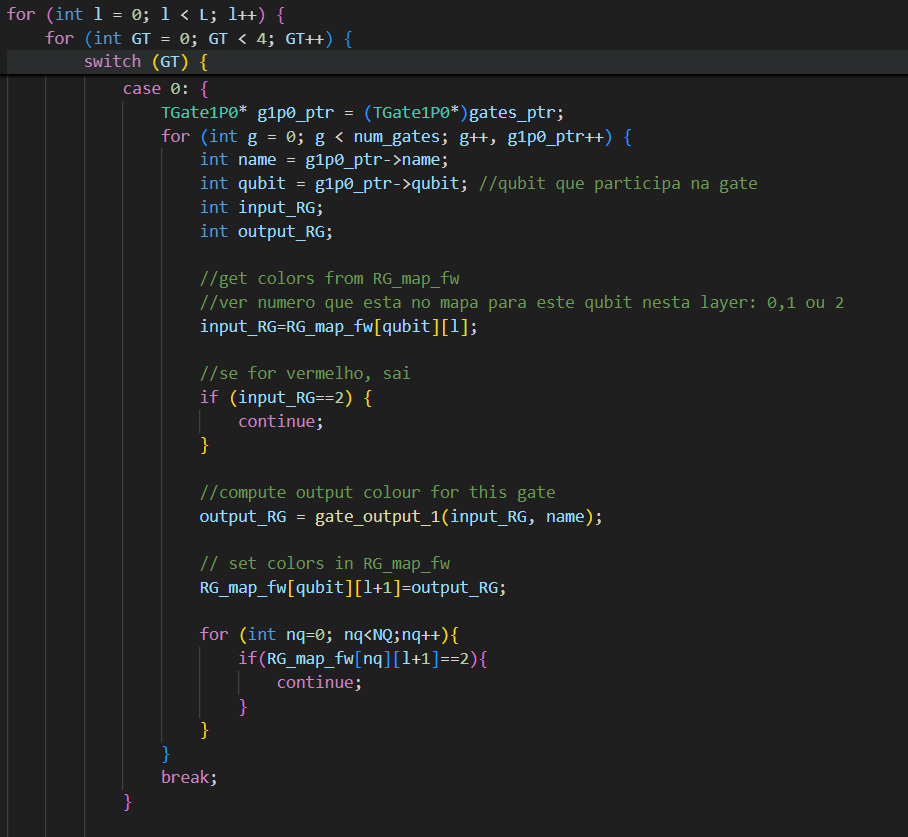 for (int l = 0; l < L; l++) {
for (int GT = 0; GT < 4; GT++) {
switch (GT) {
case 0: {
TGate1P0* g1p0_ptr = (TGate1P0*)gates_ptr;
for (int g = 0; g < num_gates; g++, g1p0_ptr++) {
int name = g1p0_ptr->name;
int qubit = g1p0_ptr->qubit; //qubit que participa na gate
int input_RG;
int output_RG;
//get colors from RG_map_fw
//ver numero que esta no mapa para este qubit nesta layer: 0,1 ou 2
input_RG=RG_map_fw[qubit][l];
//se for vermelho, sai
if (input_RG==2) {
continue;
}
//compute output colour for this gate
output_RG = gate_output_1(input_RG, name);
// set colors in RG_map_fw
RG_map_fw[qubit][l+1]=output_RG;
for (int nq=0; nq<NQ;nq++){
if(RG_map_fw[nq][l+1]==2){
continue;
}
}
}
break;
}